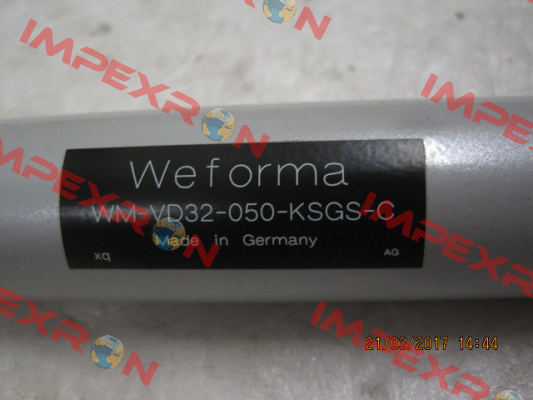 IMPEXRON
IMPEXRON
Weforma
WM-VD32-050-KSGS-C
Made in Germany
xq AG
IMPEXRON
IMPEXRON
IMPEXRON
21/03/2017 14:44